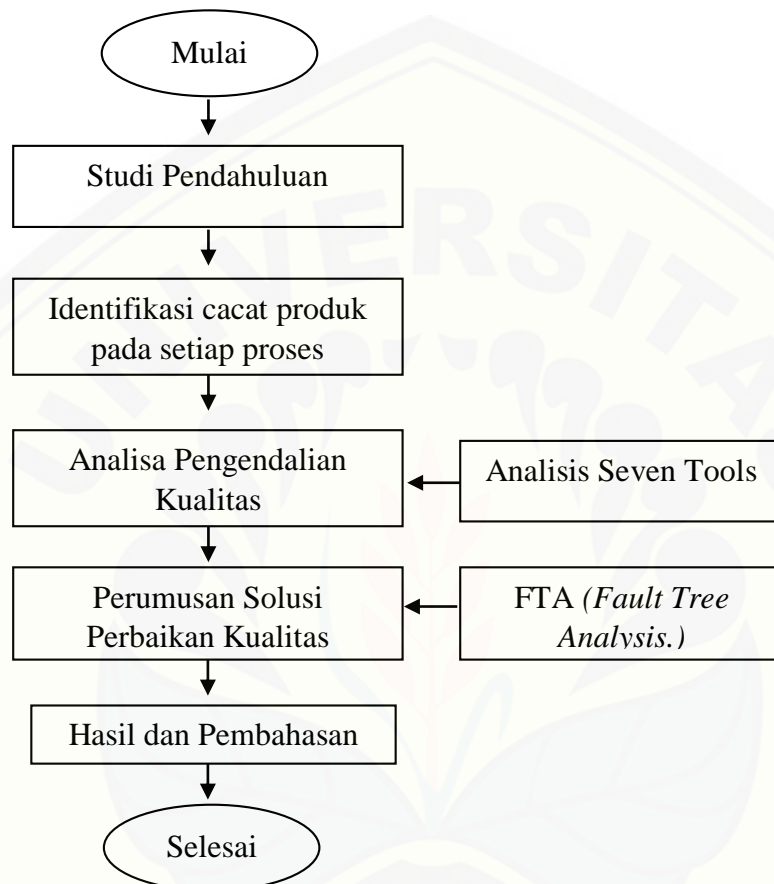 Mulai
Studi Pendahuluan
Identifikasi cacat produk
pada setiap proses
Analisa Pengendalian
Kualitas
Analisis Seven Tools
Perumusan Solusi
Perbaikan Kualitas
FTA (Fault Tree
Analysis.)
Hasil dan Pembahasan
Selesai
UNIVERSITA